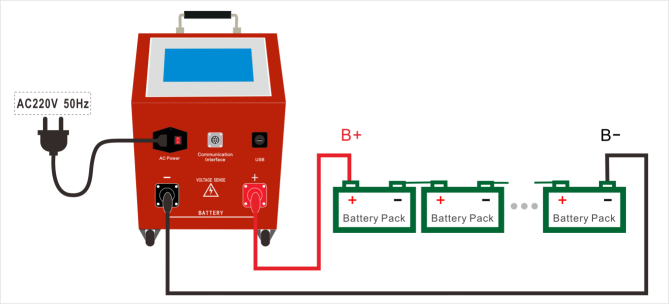 AC220V 50Hz
AC Power
Communication
Interface
USB
VOLTAGE SENSE
− +
BATTERY
B+
B−
+ −
Battery Pack
+ −
Battery Pack
+ −
Battery Pack